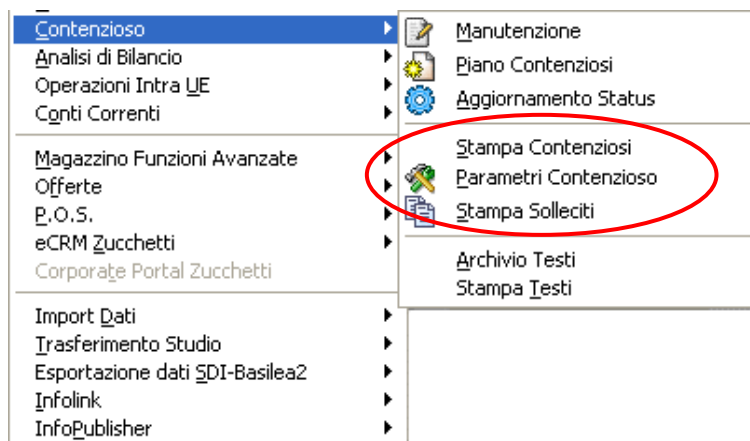 Contenzioso
Analisi di Bilancio
Operazioni Intra UE
Conti Correnti
Magazzino Funzioni Avanzate
Offerte
P.O.S.
eCRM Zucchetti
Corporate Portal Zucchetti
Import Dati
Trasferimento Studio
Esportazione dati SDI-Basilea2
Infolink
InfoPublisher
Manutenzione
Piano Contenziosi
Aggiornamento Status
Stampa Contenziosi
Parametri Contenzioso
Stampa Solleciti
Archivio Testi
Stampa Testi